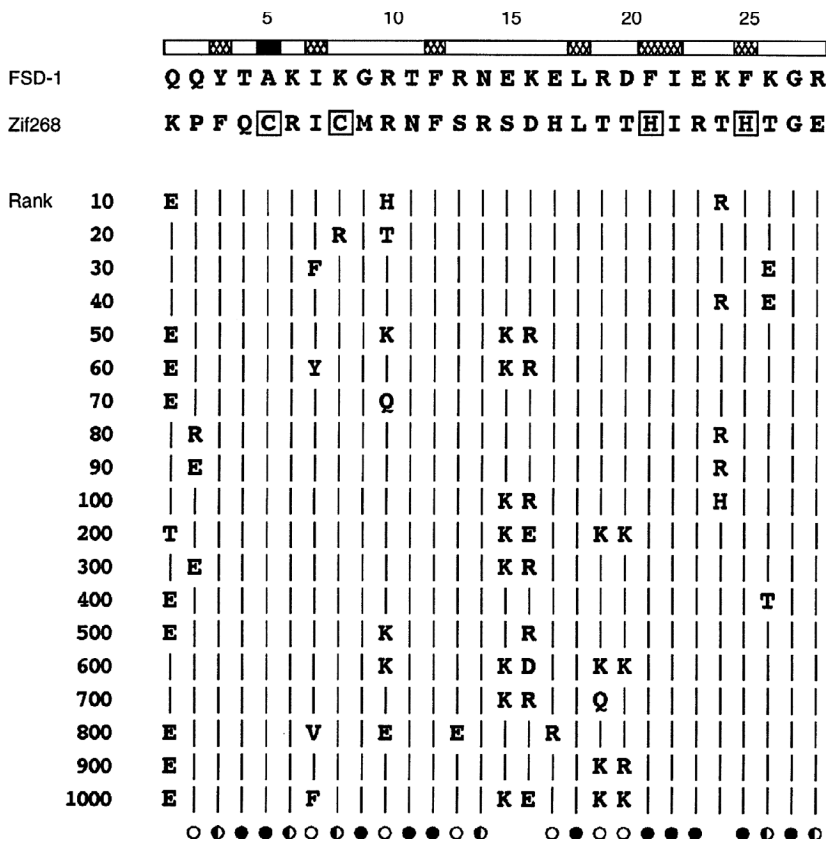 5 10 15 20 25
FSD-1 Q Q Y T A K I K G R T F R N E K E L R D F I E K F K G R
Zif268 K P F Q C R I C M R N F S R S D H L T T H I R T H T G E
Rank 10 E H R
20 R T
30 F E
40 R E
50 E K K R
60 E Y K R
70 E Q
80 R R
90 E R
100 K R H
200 T K E K K
300 E K R
400 E T
500 E K R
600 K K D K K
700 K R Q
800 E V E E R
900 E K R
1000 E F K E K K